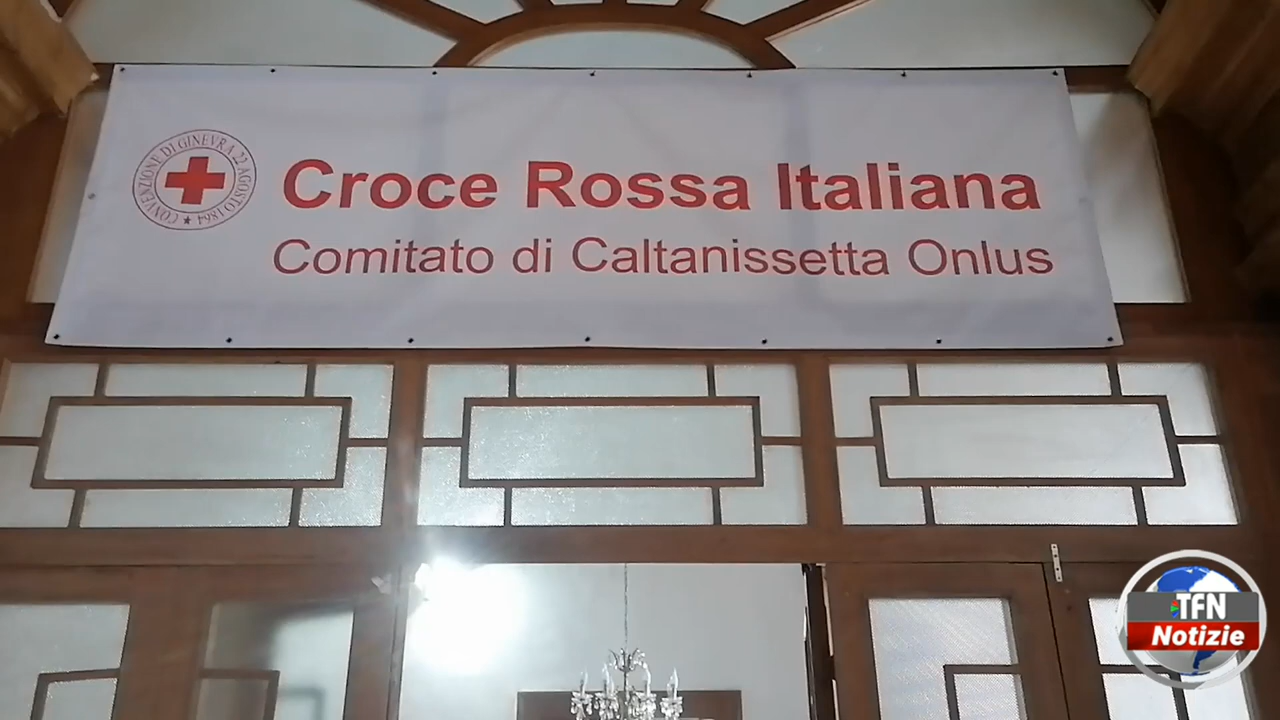 CONVENZIONE DI GINEVRA 22 AGOSTO 1864
Croce Rossa Italiana
Comitato di Caltanissetta Onlus
TFN
Notizie